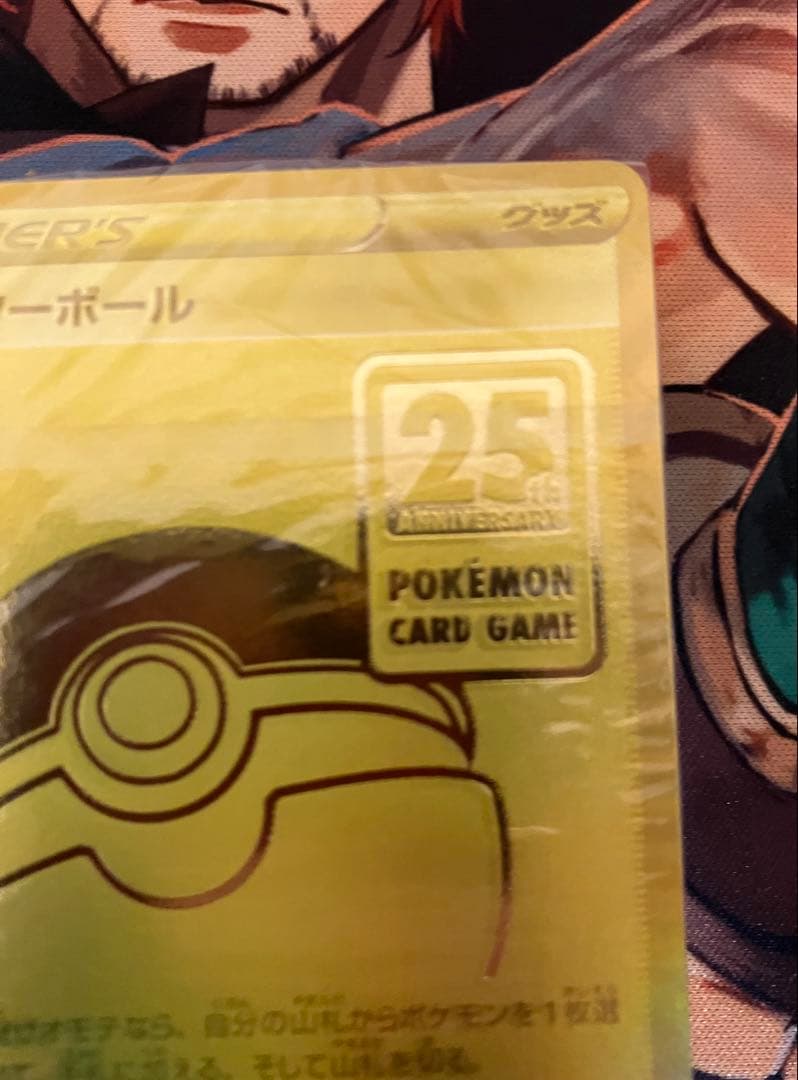 ER'S グッズ
ーボール
25th
ANNIVERSARY
POKÉMON
CARD GAME
オモテなら、自分の山札からポケモンを1枚選
に加える。そして山札を切る。